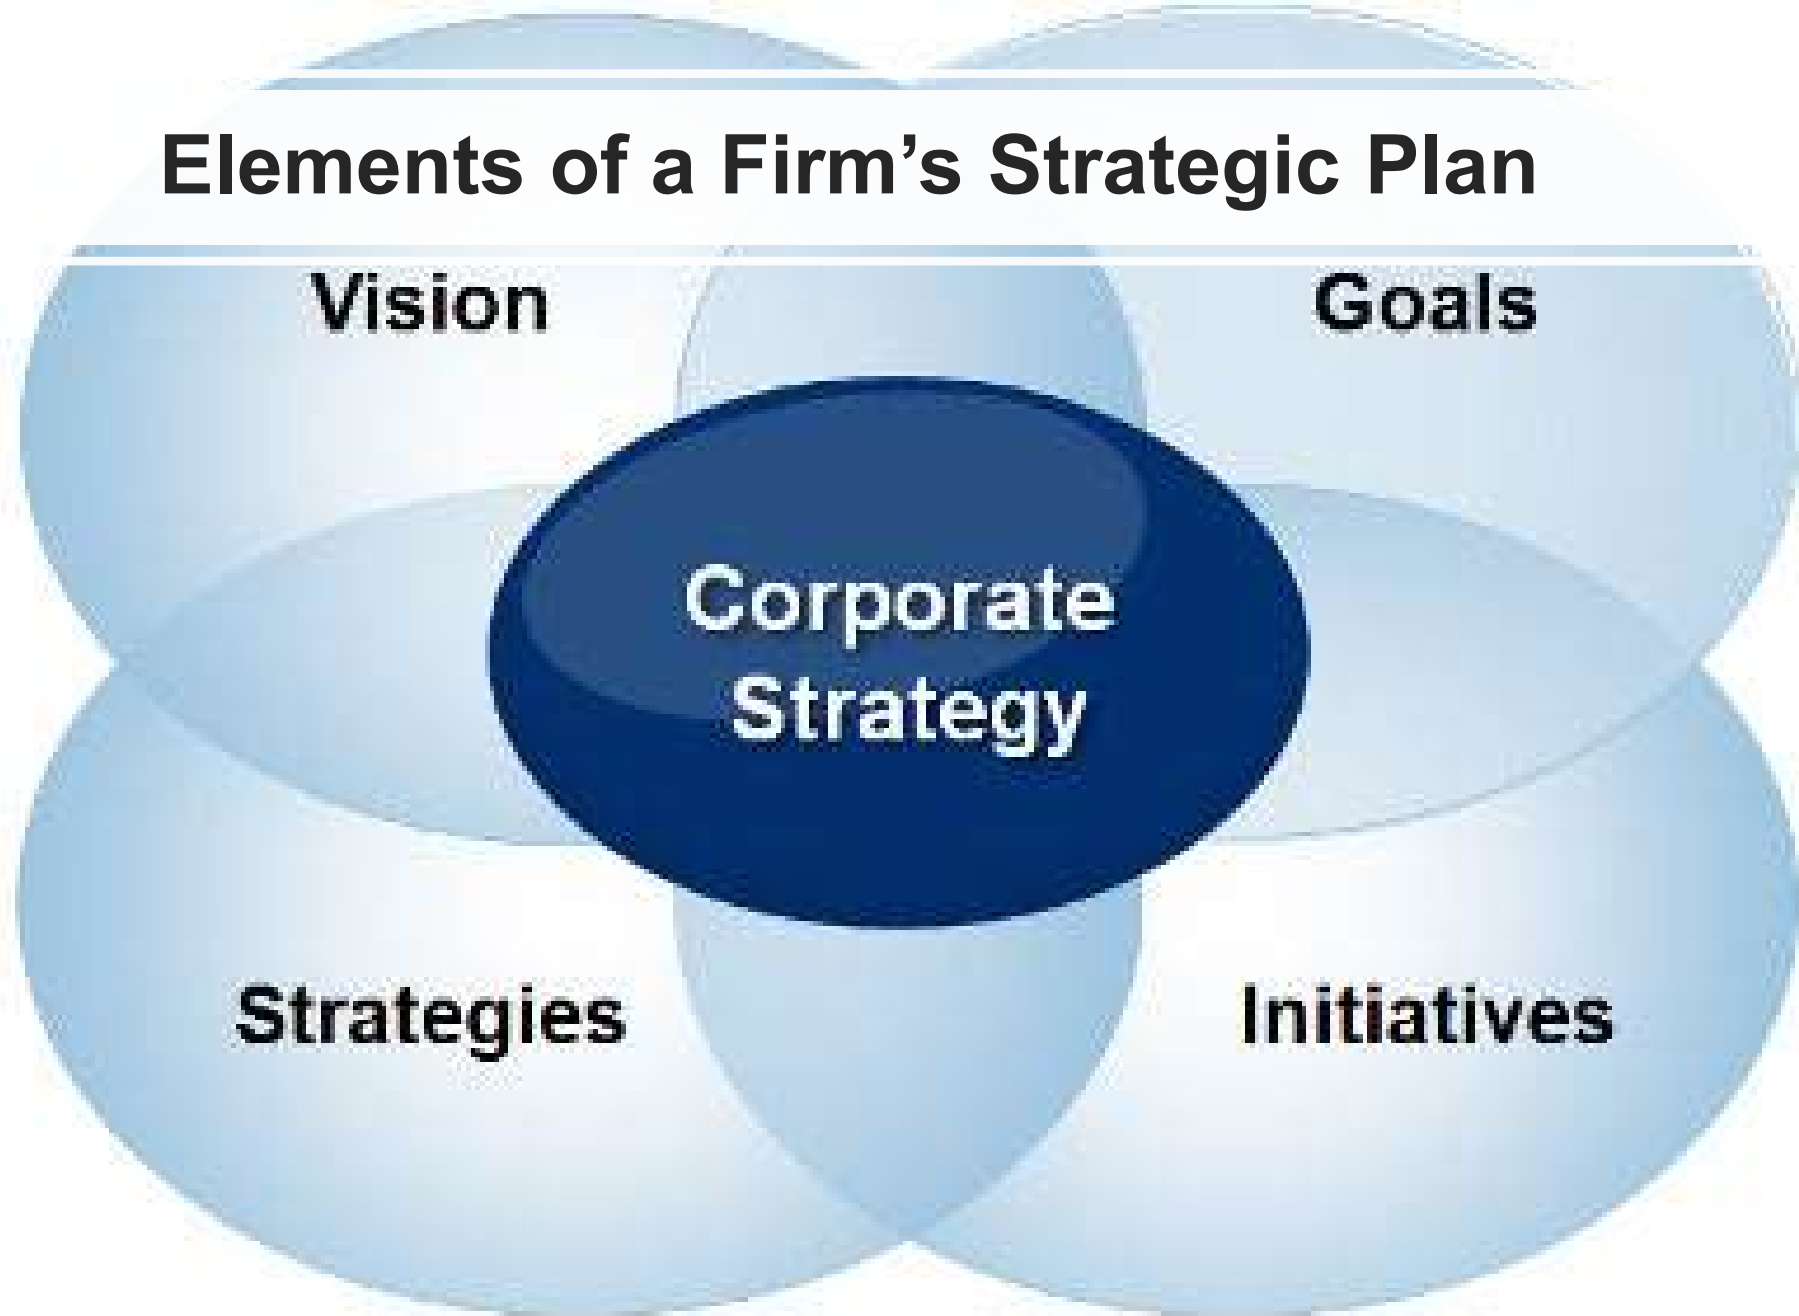 Elements of a Firm’s Strategic Plan
Vision
Goals
Corporate
Strategy
Strategies
Initiatives